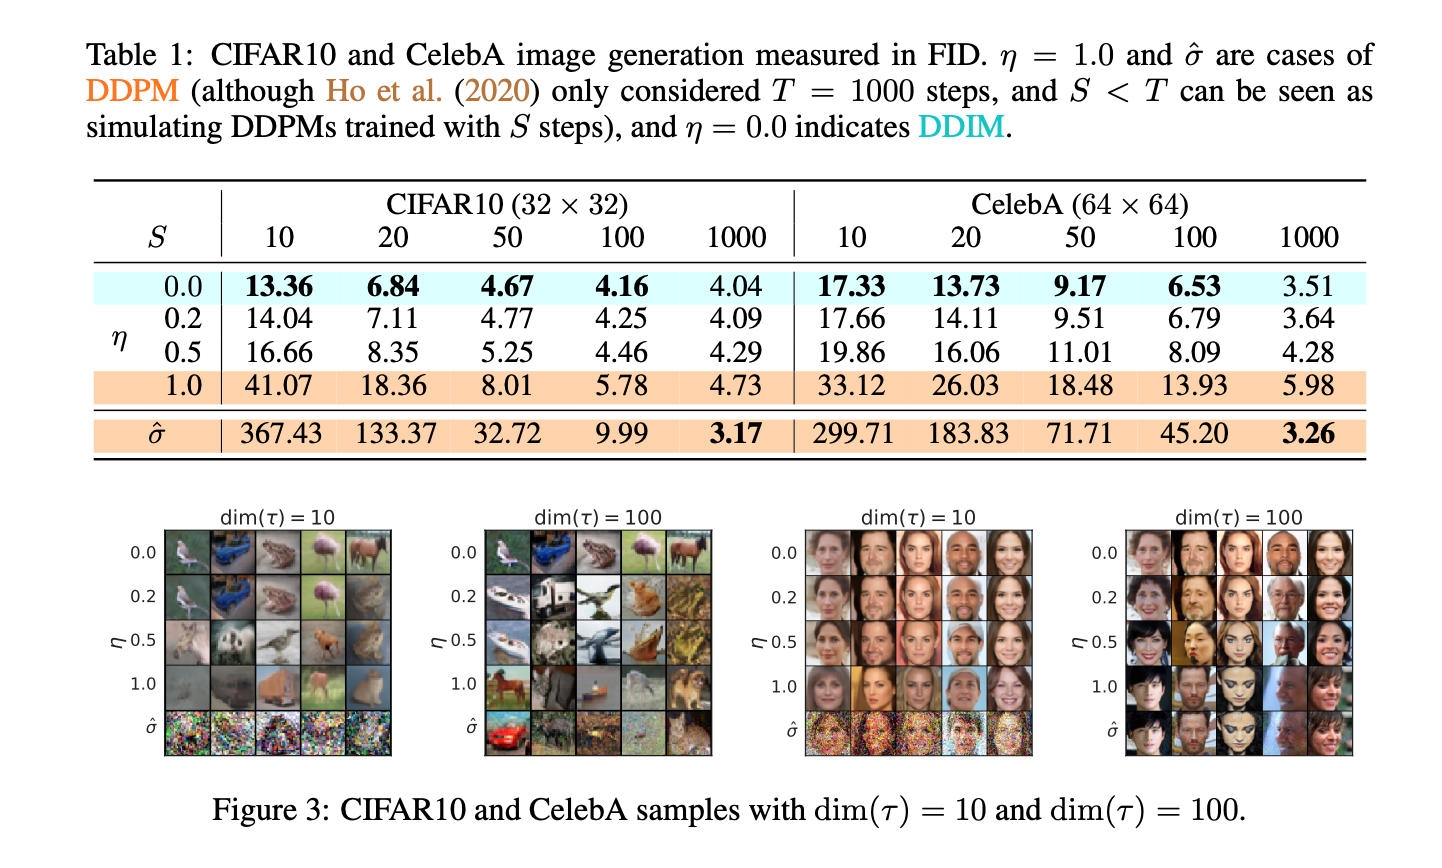 Table 1: CIFAR10 and CelebA image generation measured in FID. η = 1.0 and σ̂ are cases of
DDPM (although Ho et al. (2020) only considered T = 1000 steps, and S < T can be seen as
simulating DDPMs trained with S steps), and η = 0.0 indicates DDIM.
CIFAR10 (32 × 32) CelebA (64 × 64)
S 10 20 50 100 1000 10 20 50 100 1000
0.0 13.36 6.84 4.67 4.16 4.04 17.33 13.73 9.17 6.53 3.51
0.2 14.04 7.11 4.77 4.25 4.09 17.66 14.11 9.51 6.79 3.64
η
0.5 16.66 8.35 5.25 4.46 4.29 19.86 16.06 11.01 8.09 4.28
1.0 41.07 18.36 8.01 5.78 4.73 33.12 26.03 18.48 13.93 5.98
σ̂ 367.43 133.37 32.72 9.99 3.17 299.71 183.83 71.71 45.20 3.26
dim(τ) = 10 dim(τ) = 100 dim(τ) = 10 dim(τ) = 100
0.0 0.0 0.0 0.0
0.2 0.2 0.2 0.2
η 0.5 η 0.5 η 0.5 η 0.5
1.0 1.0 1.0 1.0
σ̂ σ̂ σ̂ σ̂
Figure 3: CIFAR10 and CelebA samples with dim(τ) = 10 and dim(τ) = 100.